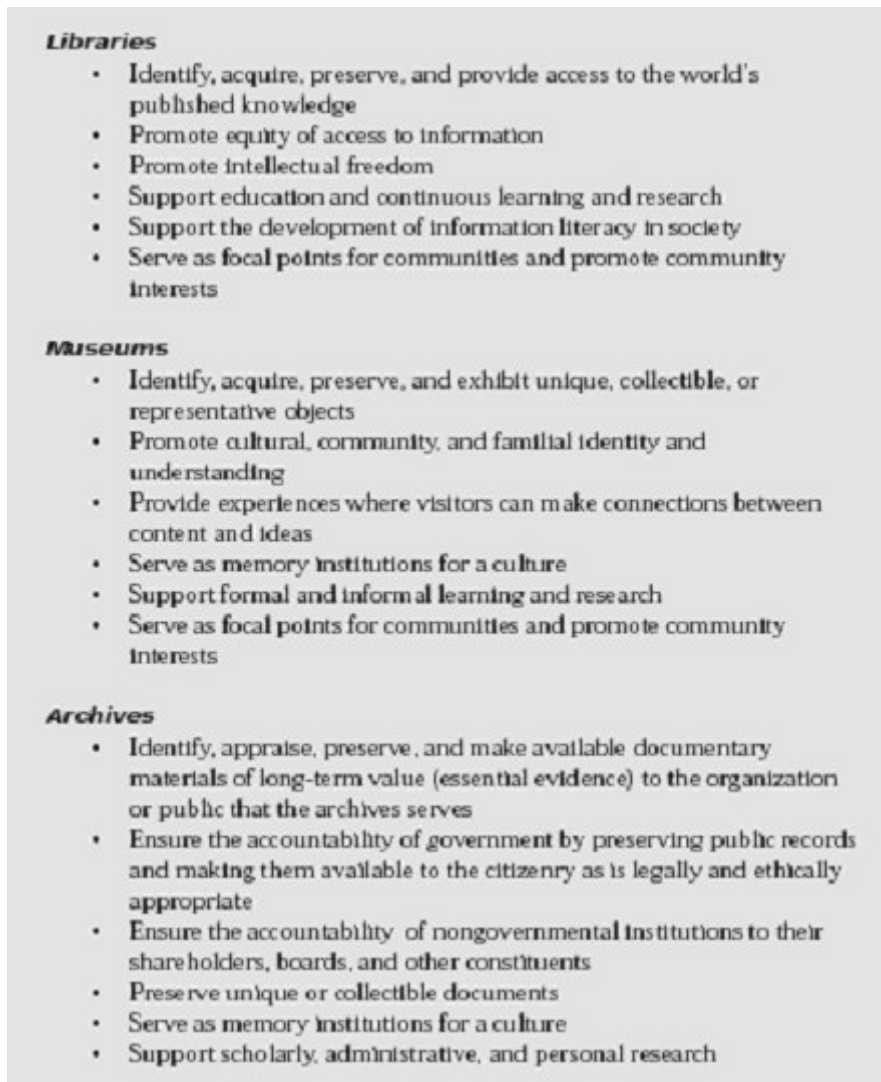 Libraries
• Identify, acquire, preserve, and provide access to the world's
published knowledge
• Promote equity of access to information
• Promote intellectual freedom
• Support education and continuous learning and research
• Support the development of information literacy in society
• Serve as focal points for communities and promote community
interests
Museums
• Identify, acquire, preserve, and exhibit unique, collectible, or
representative objects
• Promote cultural, community, and familial identity and
understanding
• Provide experiences where visitors can make connections between
content and ideas
• Serve as memory institutions for a culture
• Support formal and informal learning and research
• Serve as focal points for communities and promote community
interests
Archives
• Identify, appraise, preserve, and make available documentary
materials of long-term value (essential evidence) to the organization
or public that the archives serves
• Ensure the accountability of government by preserving public records
and making them available to the citizenry as is legally and ethically
appropriate
• Ensure the accountability of nongovernmental institutions to their
shareholders, boards, and other constituents
• Preserve unique or collectible documents
• Serve as memory institutions for a culture
• Support scholarly, administrative, and personal research